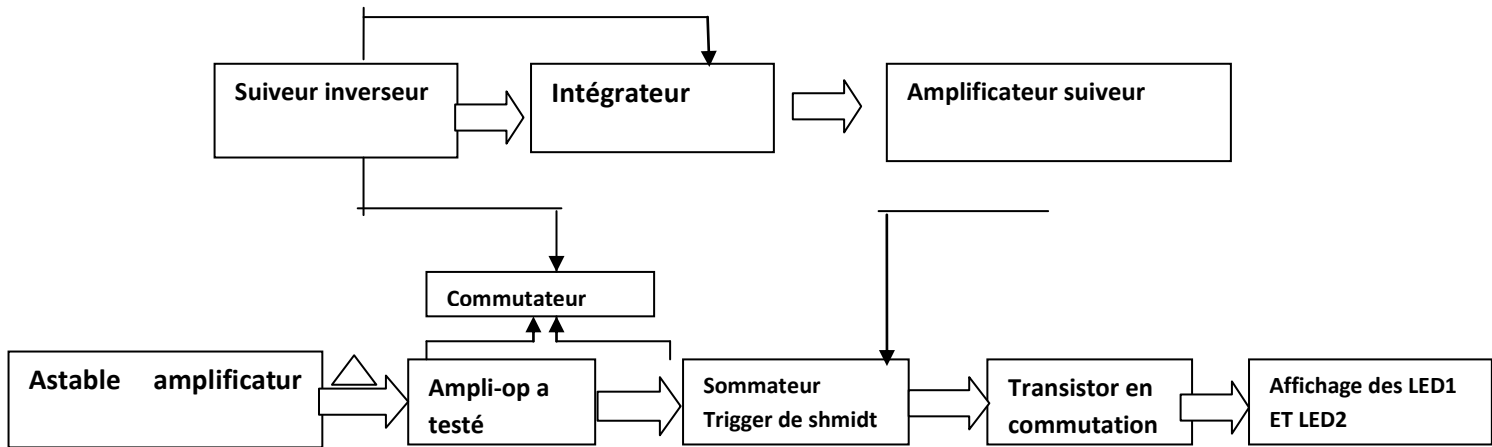 Suiveur inverseur
Intégrateur
Amplificateur suiveur
Commutateur
Astable amplificatur
Ampli-op a
testé
Sommateur
Trigger de shmidt
Transistor en
commutation
Affichage des LED1
ET LED2